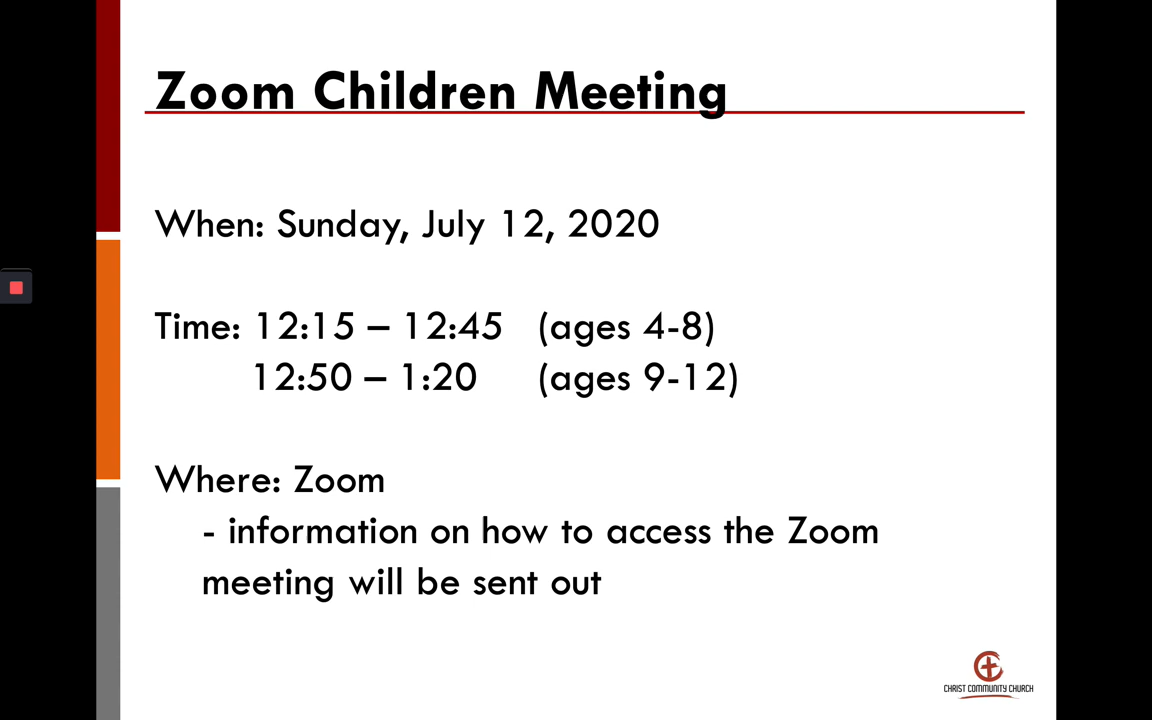 Zoom Children Meeting
When: Sunday, July 12, 2020
Time: 12:15 – 12:45 (ages 4-8)
12:50 – 1:20 (ages 9-12)
Where: Zoom
- information on how to access the Zoom
meeting will be sent out
CHRIST COMMUNITY CHURCH